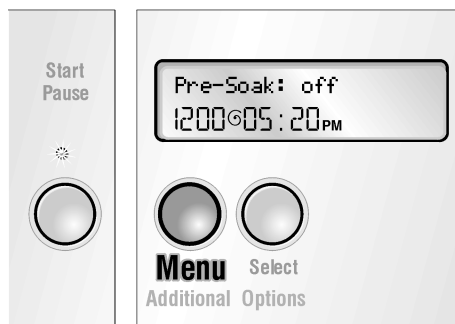 Start
Pause
Pre-Soak: off
1200 05:20PM
Menu
Select
Additional Options